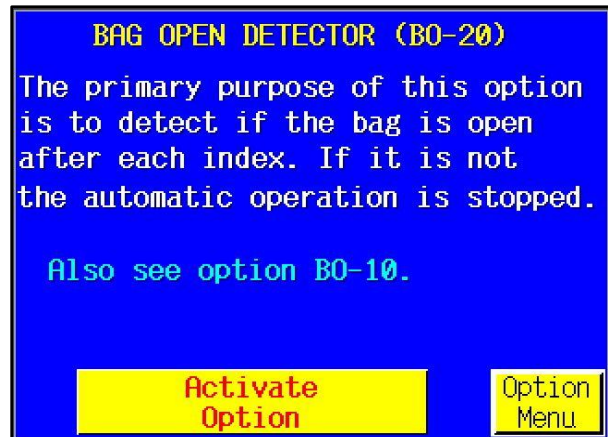 BAG OPEN DETECTOR (BO-20)
The primary purpose of this option
is to detect if the bag is open
after each index. If it is not
the automatic operation is stopped.
Also see option BO-10.
Activate
Option
Option
Menu